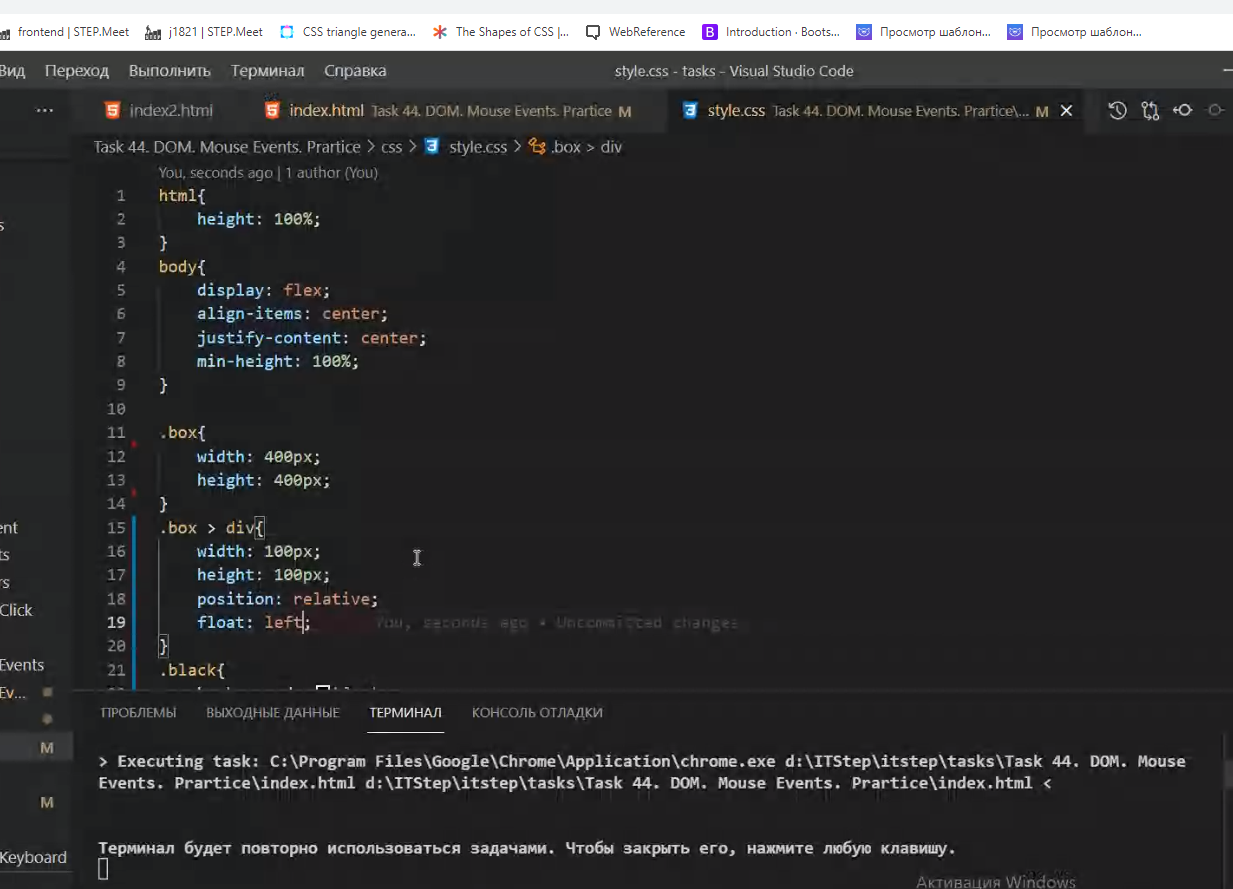 frontend | STEP.Meet j1821 | STEP.Meet CSS triangle genera... The Shapes of CSS |... WebReference B Introduction · Boots... Просмотр шаблон... Просмотр шаблон...
Вид Переход Выполнить Терминал Справка style.css - tasks - Visual Studio Code
... index2.html index.html Task 44. DOM. Mouse Events. Prartice M style.css Task 44. DOM. Mouse Events. Prartice\... M
Task 44. DOM. Mouse Events. Prartice > css > style.css > .box > div
You, seconds ago | 1 author (You)
1 html{
2 height: 100%;
3 }
4 body{
5 display: flex;
6 align-items: center;
7 justify-content: center;
8 min-height: 100%;
9 }
10
11 .box{
12 width: 400px;
13 height: 400px;
14 }
15 .box > div{
16 width: 100px;
17 height: 100px;
18 position: relative;
19 float: left; You, seconds ago • Uncommitted changes
20 }
21 .black{
s
ent
ts
rs
Click
Events
Ev...
M
M
Keyboard
ПРОБЛЕМЫ ВЫХОДНЫЕ ДАННЫЕ ТЕРМИНАЛ КОНСОЛЬ ОТЛАДКИ
> Executing task: C:\Program Files\Google\Chrome\Application\chrome.exe d:\ITStep\itstep\tasks\Task 44. DOM. Mouse
Events. Prartice\index.html d:\ITStep\itstep\tasks\Task 44. DOM. Mouse Events. Prartice\index.html <
Терминал будет повторно использоваться задачами. Чтобы закрыть его, нажмите любую клавишу.
Активация Windows